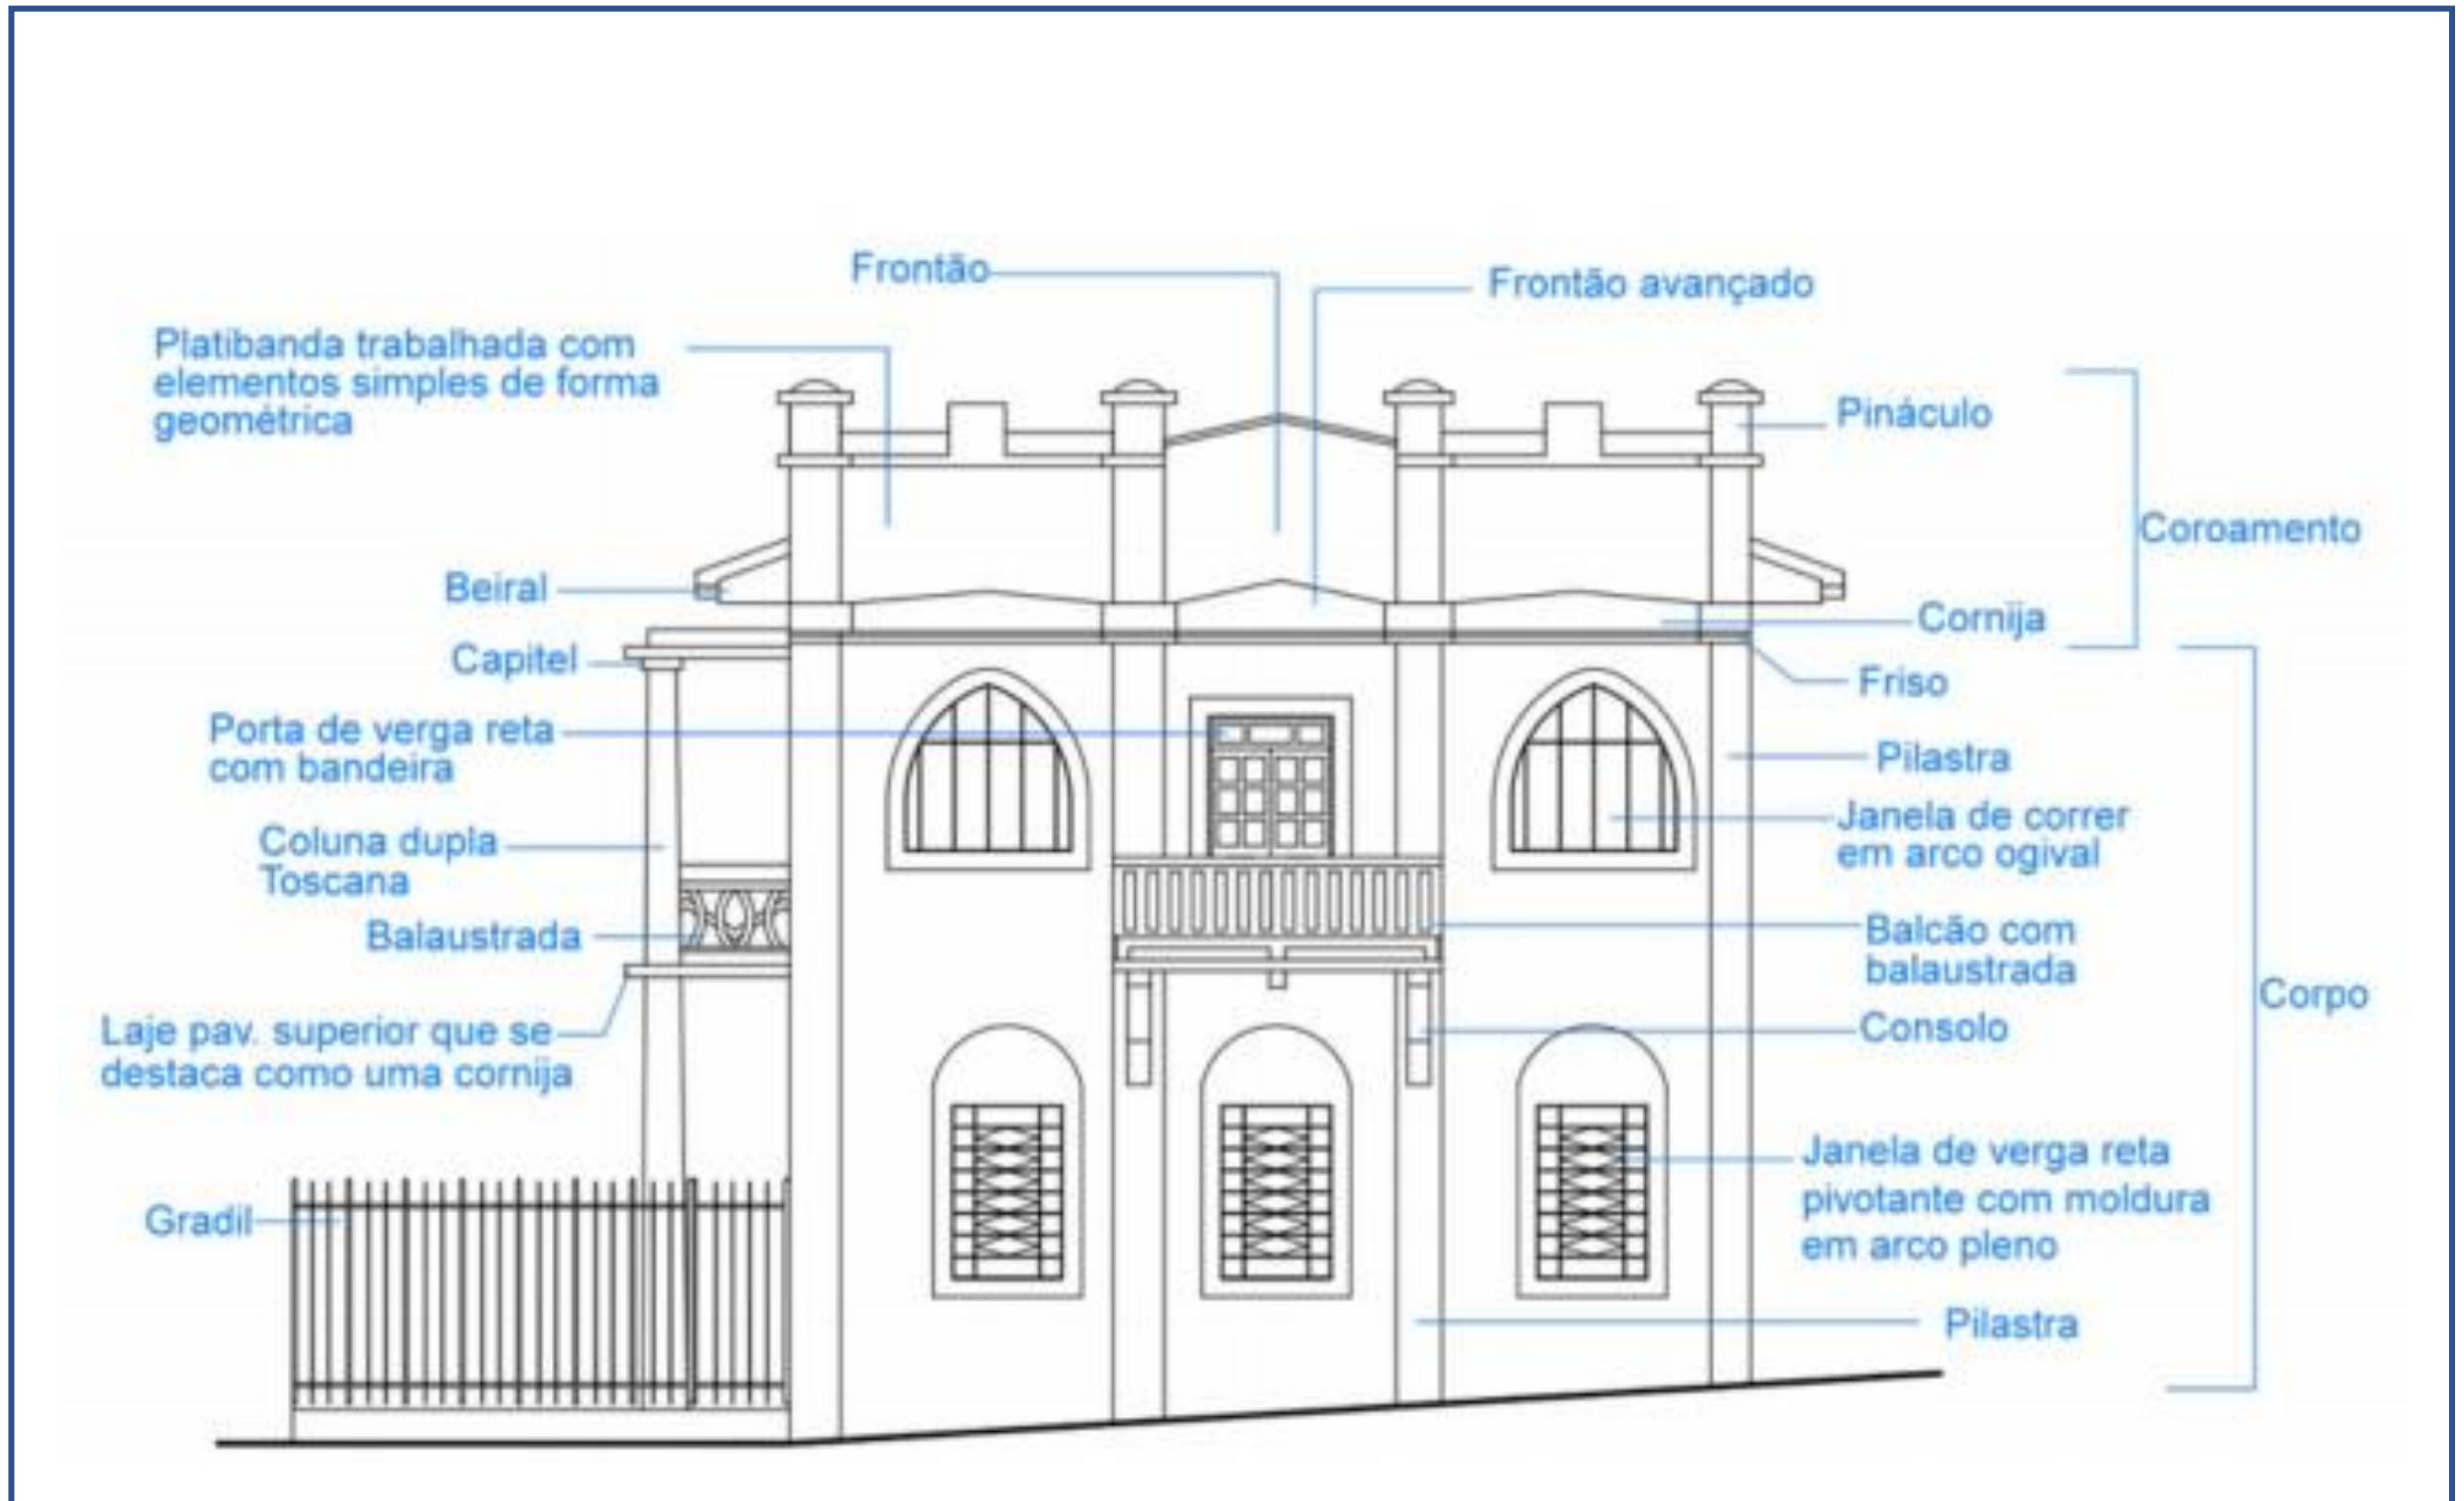 Frontão
Frontão avançado
Platibanda trabalhada com
elementos simples de forma
geométrica
Pináculo
Coroamento
Beiral
Cornija
Capitel
Friso
Porta de verga reta
com bandeira
Pilastra
Janela de correr
em arco ogival
Coluna dupla
Toscana
Balaustrada
Balcão com
balaustrada
Corpo
Laje pav. superior que se
destaca como uma cornija
Consolo
Janela de verga reta
pivotante com moldura
em arco pleno
Gradil
Pilastra